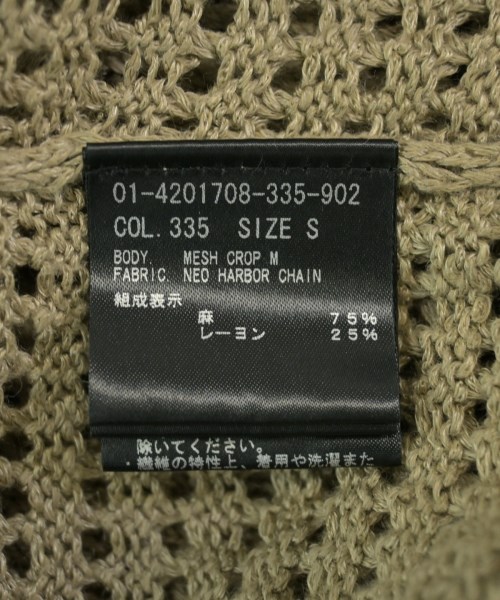 01-4201708-335-902
COL. 335 SIZE S
BODY. MESH CROP M
FABRIC. NEO HARBOR CHAIN
組成表示
麻 75%
レーヨン 25%
除いてください。
・繊維の特性上、着用や洗濯また